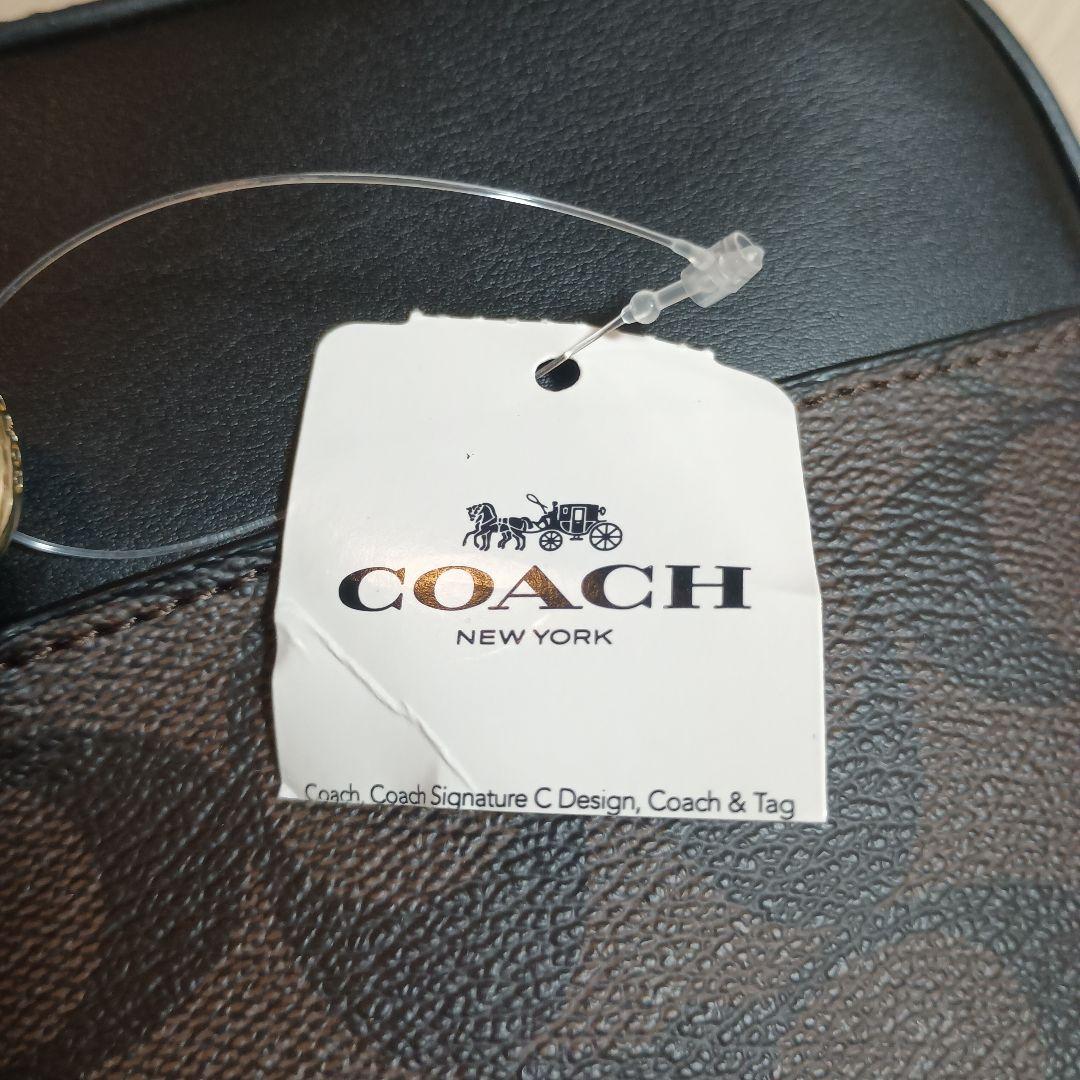 COACH
NEW YORK
Coach, Coach Signature C Design, Coach & Tag